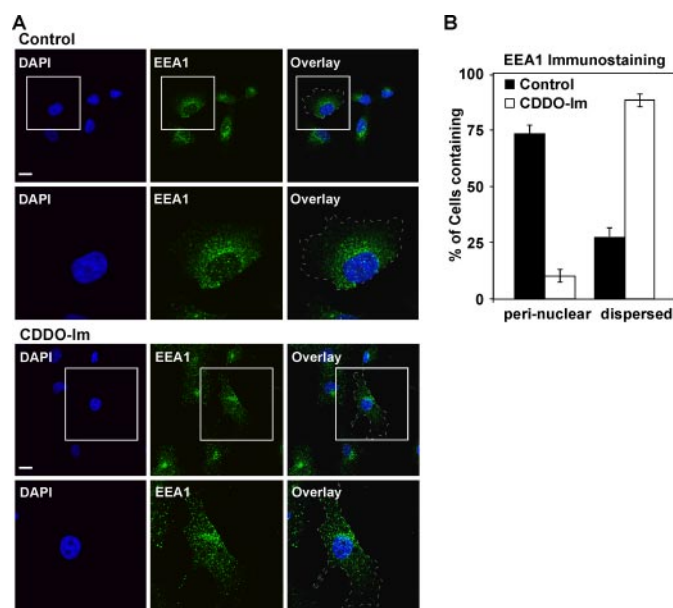 A
Control
DAPI EEA1 Overlay
DAPI EEA1 Overlay
CDDO-Im
DAPI EEA1 Overlay
DAPI EEA1 Overlay
B
EEA1 Immunostaining
Control
CDDO-Im
% of Cells containing
100
75
50
25
0
peri-nuclear dispersed